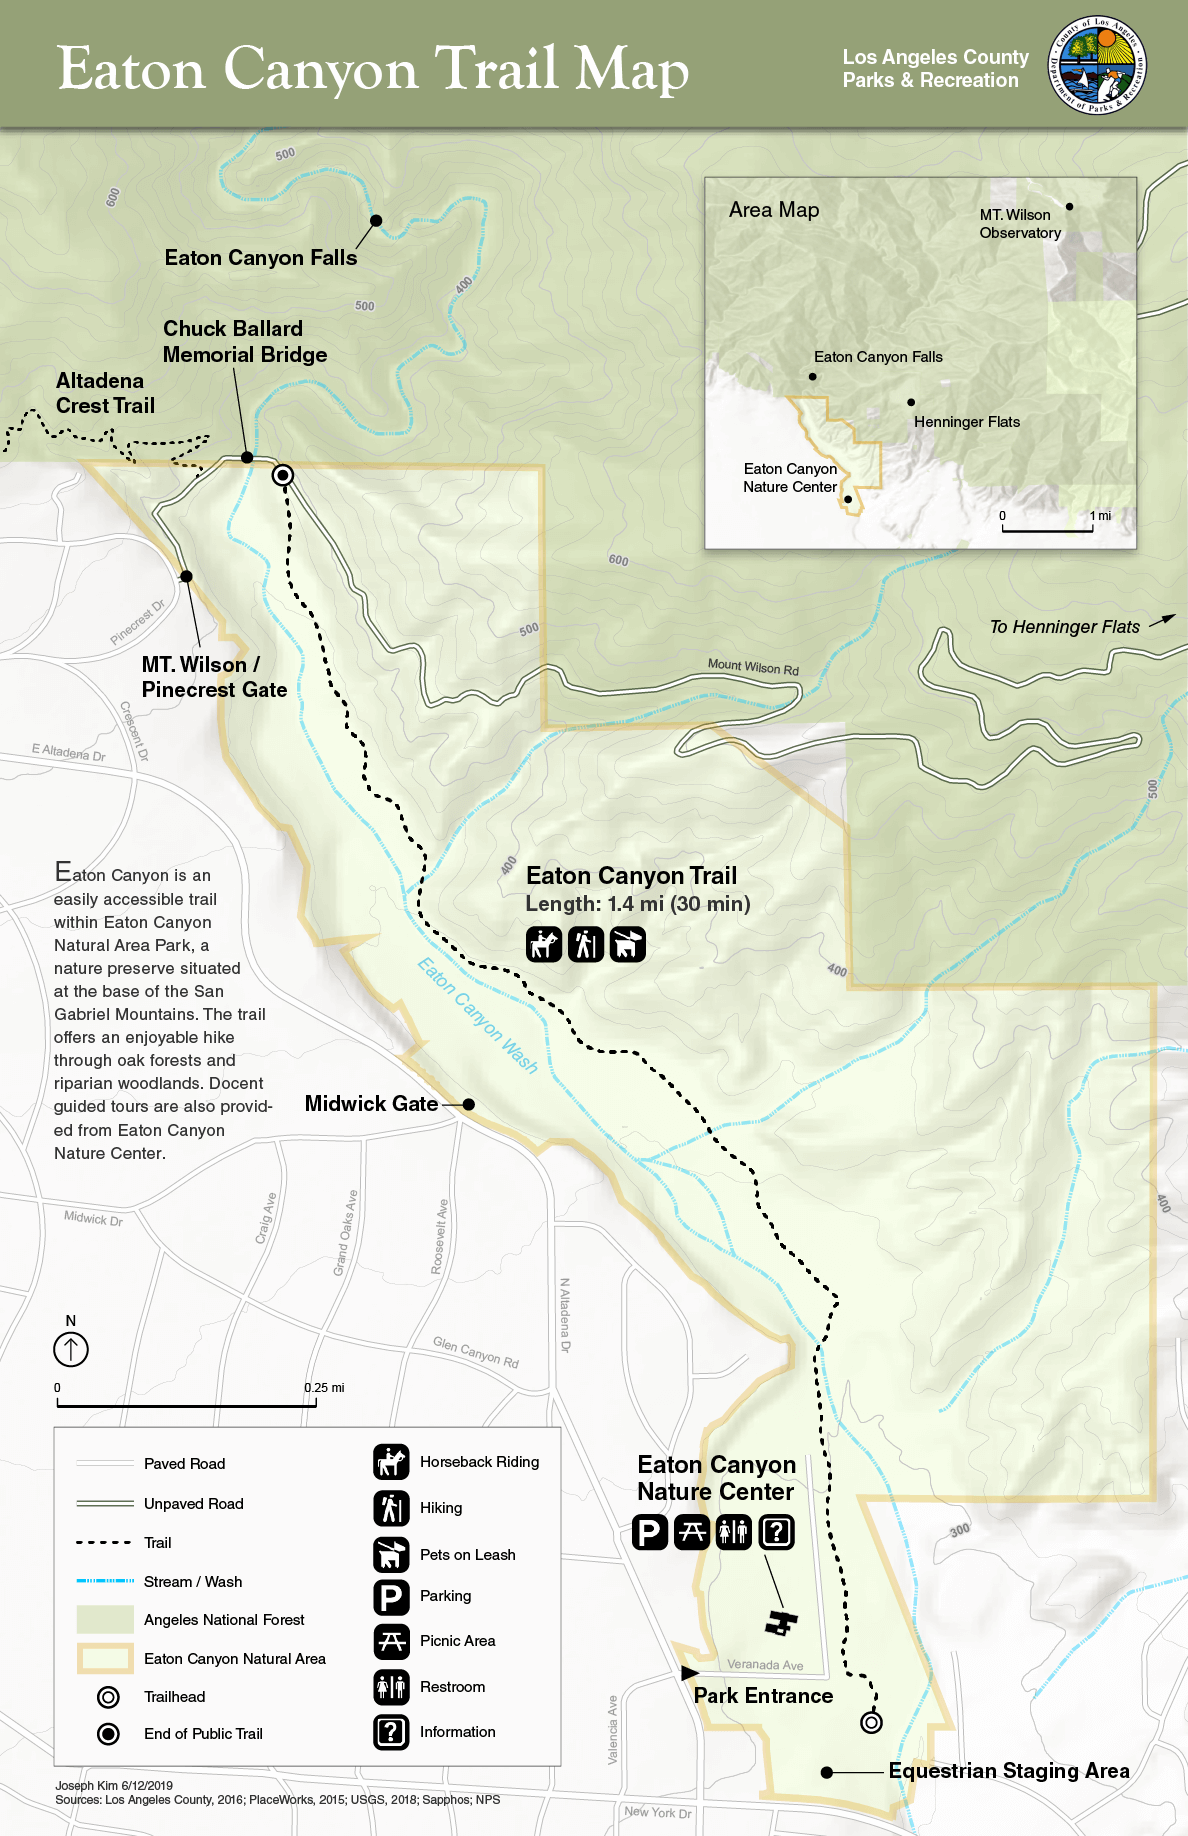 Eaton Canyon Trail Map
Los Angeles County
Parks & Recreation
County of Los Angeles
Department of Parks & Recreation
500
600
Eaton Canyon Falls
400
500
Chuck Ballard
Memorial Bridge
Altadena
Crest Trail
Area Map
MT. Wilson
Observatory
Eaton Canyon Falls
Henninger Flats
Eaton Canyon
Nature Center
0
1 mi
600
500
To Henninger Flats
Mount Wilson Rd
Pinecrest Dr
MT. Wilson /
Pinecrest Gate
Crescent Dr
E Altadena Dr
500
400
Eaton Canyon Trail
Length: 1.4 mi (30 min)
400
Eaton Canyon is an
easily accessible trail
within Eaton Canyon
Natural Area Park, a
nature preserve situated
at the base of the San
Gabriel Mountains. The trail
offers an enjoyable hike
through oak forests and
riparian woodlands. Docent
guided tours are also provid-
ed from Eaton Canyon
Nature Center.
Eaton Canyon Wash
Midwick Gate
400
Midwick Dr
Craig Ave
Grand Oaks Ave
Roosevelt Ave
N Altadena Dr
Glen Canyon Rd
N
0
0.25 mi
Eaton Canyon
Nature Center
P
?
300
Veranada Ave
Park Entrance
Valencia Ave
Equestrian Staging Area
New York Dr
Paved Road
Unpaved Road
Trail
Stream / Wash
Angeles National Forest
Eaton Canyon Natural Area
Trailhead
End of Public Trail
Horseback Riding
Hiking
Pets on Leash
P
Parking
Picnic Area
Restroom
?
Information
Joseph Kim 6/12/2019
Sources: Los Angeles County, 2016; PlaceWorks, 2015; USGS, 2018; Sapphos; NPS